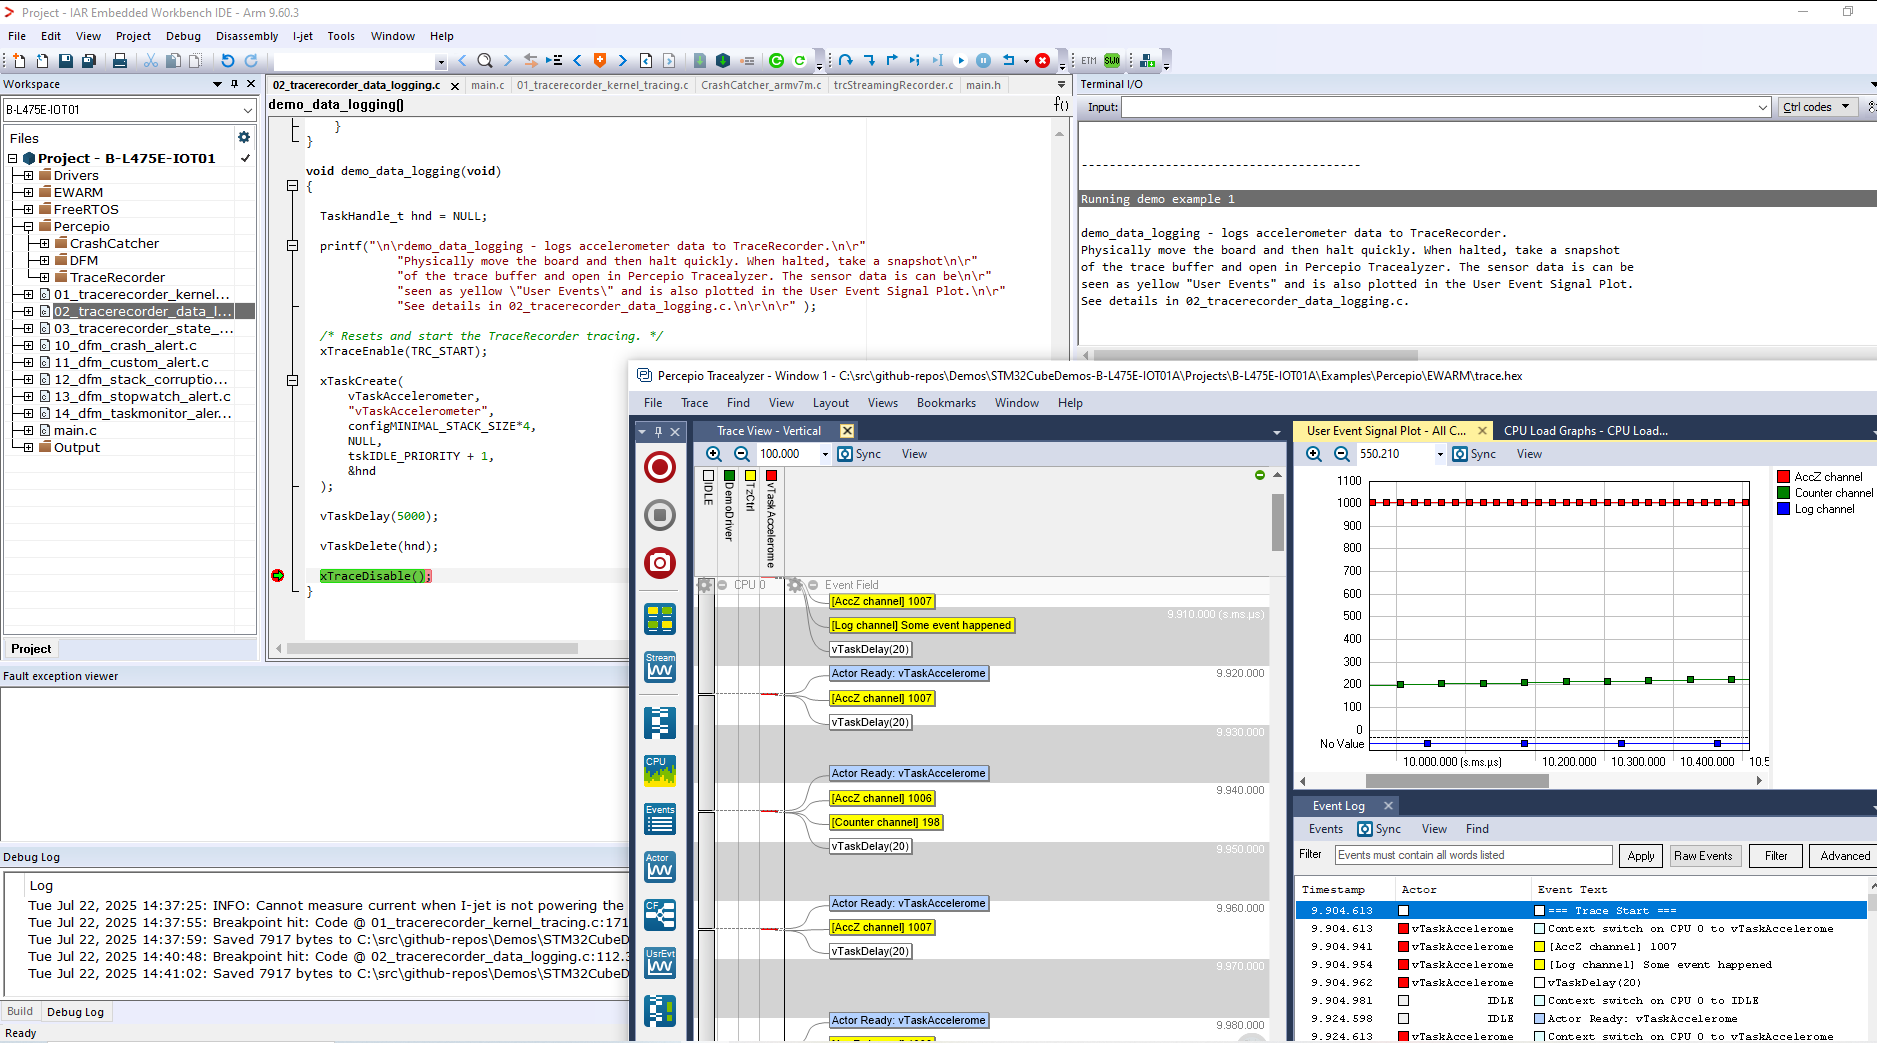 Project - IAR Embedded Workbench IDE - Arm 9.60.3
File Edit View Project Debug Disassembly I-jet Tools Window Help
ETM SWO
Workspace
B-L475E-IOT01
Files
Project - B-L475E-IOT01
Drivers
EWARM
FreeRTOS
Percepio
CrashCatcher
DFM
TraceRecorder
01_tracerecorder_kernel...
02_tracerecorder_data_l...
03_tracerecorder_state_...
10_dfm_crash_alert.c
11_dfm_custom_alert.c
12_dfm_stack_corruptio...
13_dfm_stopwatch_alert.c
14_dfm_taskmonitor_aler...
main.c
Output
Project
02_tracerecorder_data_logging.c main.c 01_tracerecorder_kernel_tracing.c CrashCatcher_armv7m.c trcStreamingRecorder.c main.h
demo_data_logging()
f()
}
}
void demo_data_logging(void)
{
TaskHandle_t hnd = NULL;
printf("\n\rdemo_data_logging - logs accelerometer data to TraceRecorder.\n\r"
"Physically move the board and then halt quickly. When halted, take a snapshot\n\r"
"of the trace buffer and open in Percepio Tracealyzer. The sensor data is can be\n\r"
"seen as yellow \"User Events\" and is also plotted in the User Event Signal Plot.\n\r"
"See details in 02_tracerecorder_data_logging.c.\n\r\n\r" );
/* Resets and start the TraceRecorder tracing. */
xTraceEnable(TRC_START);
xTaskCreate(
vTaskAccelerometer,
"vTaskAccelerometer",
configMINIMAL_STACK_SIZE*4,
NULL,
tskIDLE_PRIORITY + 1,
&hnd
);
vTaskDelay(5000);
vTaskDelete(hnd);
xTraceDisable();
}
Terminal I/O
Input: Ctrl codes
----------------------------------------
Running demo example 1
demo_data_logging - logs accelerometer data to TraceRecorder.
Physically move the board and then halt quickly. When halted, take a snapshot
of the trace buffer and open in Percepio Tracealyzer. The sensor data is can be
seen as yellow "User Events" and is also plotted in the User Event Signal Plot.
See details in 02_tracerecorder_data_logging.c.
Fault exception viewer
Debug Log
Log
Tue Jul 22, 2025 14:37:25: INFO: Cannot measure current when I-jet is not powering the
Tue Jul 22, 2025 14:37:55: Breakpoint hit: Code @ 01_tracerecorder_kernel_tracing.c:171
Tue Jul 22, 2025 14:37:59: Saved 7917 bytes to C:\src\github-repos\Demos\STM32CubeD
Tue Jul 22, 2025 14:40:48: Breakpoint hit: Code @ 02_tracerecorder_data_logging.c:112.3
Tue Jul 22, 2025 14:41:02: Saved 7917 bytes to C:\src\github-repos\Demos\STM32CubeD
Build Debug Log
Ready
Percepio Tracealyzer - Window 1 - C:\src\github-repos\Demos\STM32CubeDemos-B-L475E-IOT01A\Projects\B-L475E-IOT01A\Examples\Percepio\EWARM\trace.hex
File Trace Find View Layout Views Bookmarks Window Help
Stream
CPU
Events
Actor
CF
UsrEvt
Trace View - Vertical
100.000 Sync View
IDLE
DemoDriver
TzCtrl
vTaskAccelerome
CPU 0 Event Field
[AccZ channel] 1007
9.910.000 (s.ms.µs)
[Log channel] Some event happened
vTaskDelay(20)
Actor Ready: vTaskAccelerome
9.920.000
[AccZ channel] 1007
vTaskDelay(20)
9.930.000
Actor Ready: vTaskAccelerome
9.940.000
[AccZ channel] 1006
[Counter channel] 198
vTaskDelay(20)
9.950.000
Actor Ready: vTaskAccelerome
9.960.000
[AccZ channel] 1007
vTaskDelay(20)
9.970.000
Actor Ready: vTaskAccelerome
9.980.000
User Event Signal Plot - All C... CPU Load Graphs - CPU Load...
550.210 Sync View
1100
1000
900
800
700
600
500
400
300
200
100
0
No Value
10.000.000 (s.ms.µs) 10.200.000 10.300.000 10.400.000 10.5
AccZ channel
Counter channel
Log channel
Event Log
Events Sync View Find
Filter Events must contain all words listed Apply Raw Events Filter Advanced
Timestamp Actor Event Text
9.904.613 === Trace Start ===
9.904.613 vTaskAccelerome Context switch on CPU 0 to vTaskAccelerome
9.904.941 vTaskAccelerome [AccZ channel] 1007
9.904.954 vTaskAccelerome [Log channel] Some event happened
9.904.962 vTaskAccelerome vTaskDelay(20)
9.904.981 IDLE Context switch on CPU 0 to IDLE
9.924.598 IDLE Actor Ready: vTaskAccelerome
9.924.613 vTaskAccelerome Context switch on CPU 0 to vTaskAccelerome